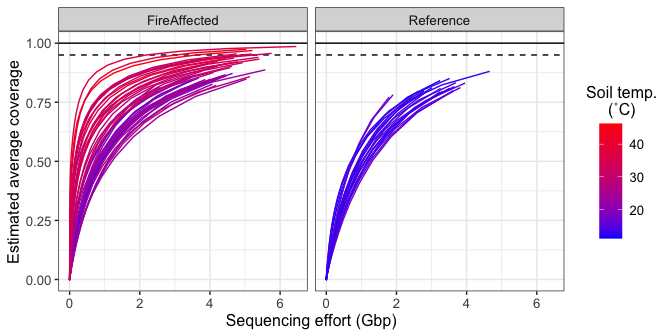 FireAffected
Reference
Estimated average coverage
1.00
0.75
0.50
0.25
0.00
0
2
4
6
0
2
4
6
Sequencing effort (Gbp)
Soil temp.
(˚C)
40
30
20